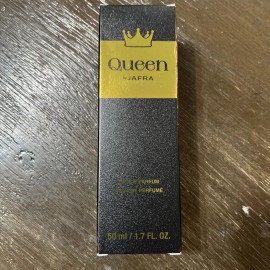 Queen
by JAFRA
PARFUM
PERFUME
50 ml / 1.7 FL. OZ.